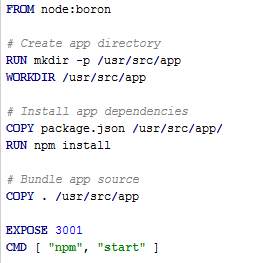 FROM node:boron
# Create app directory
RUN mkdir -p /usr/src/app
WORKDIR /usr/src/app
# Install app dependencies
COPY package.json /usr/src/app/
RUN npm install
# Bundle app source
COPY . /usr/src/app
EXPOSE 3001
CMD [ "npm", "start" ]